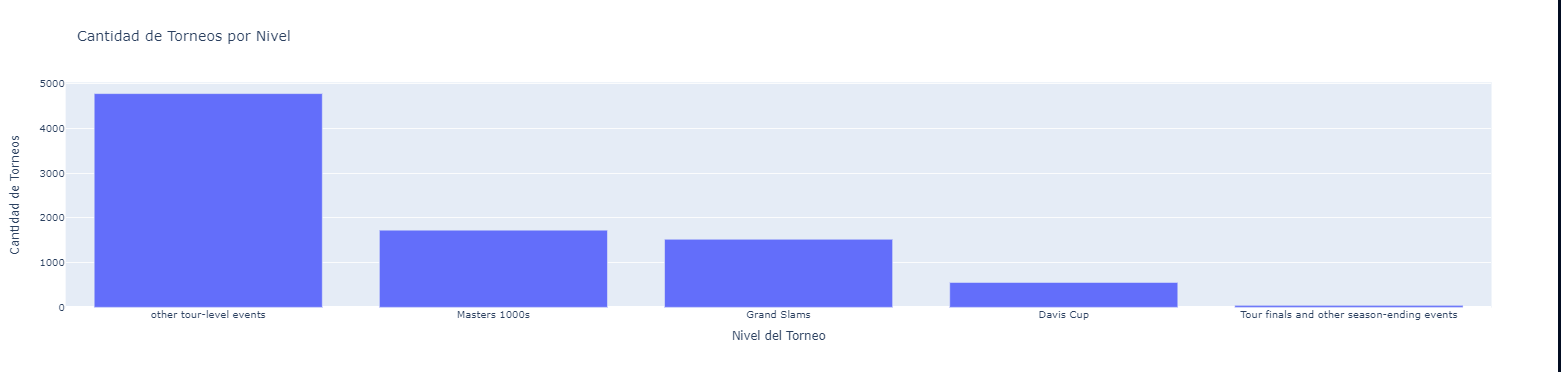 Cantidad de Torneos por Nivel
Cantidad de Torneos
5000
4000
3000
2000
1000
0
other tour-level events
Masters 1000s
Grand Slams
Davis Cup
Tour finals and other season-ending events
Nivel del Torneo